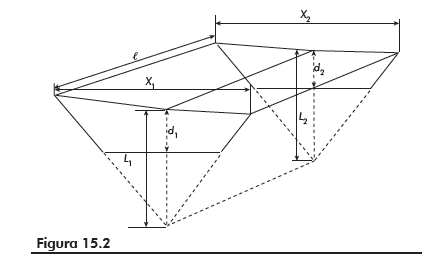 X₂
ℓ
X₁
d₂
L₂
d₁
L₁
Figura 15.2